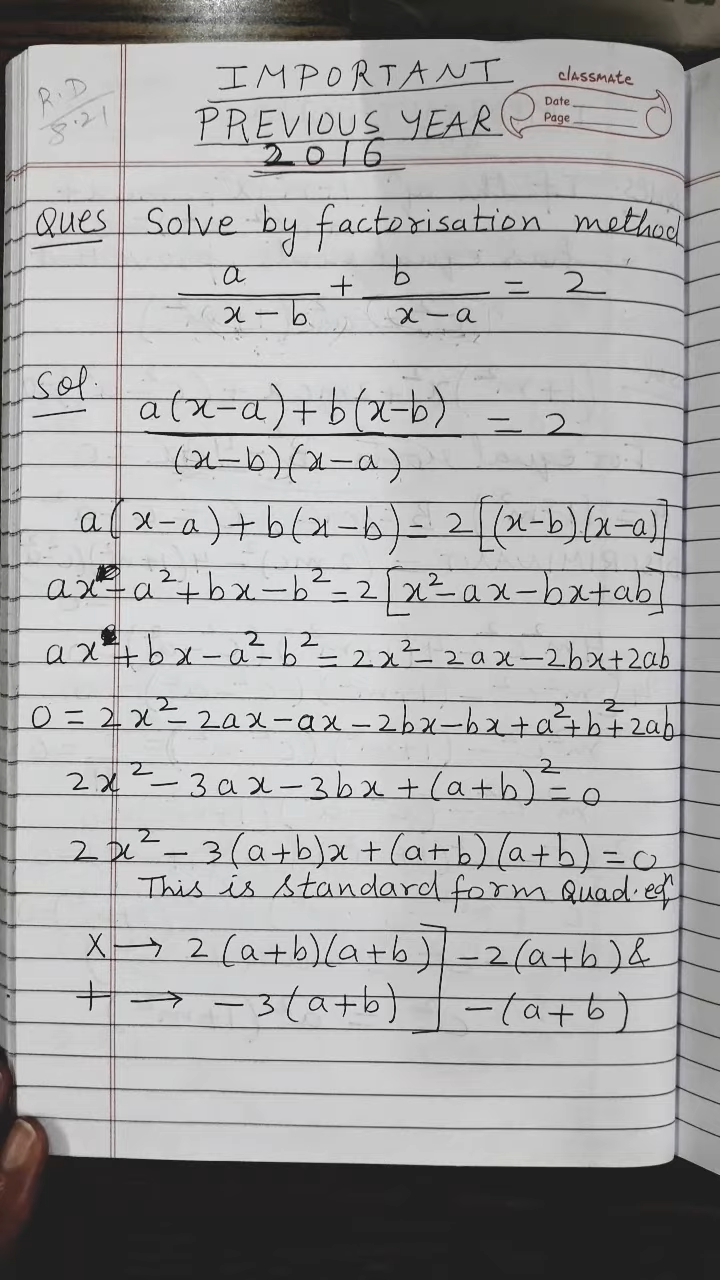 R.D
8.21
IMPORTANT
PREVIOUS YEAR
2016
classmate
Date
Page
Ques Solve by factorisation method
a/(x-b) + b/(x-a) = 2
Sol.
(a(x-a)+b(x-b))/((x-b)(x-a)) = 2
a(x-a)+b(x-b)=2[(x-b)(x-a)]
ax-a²+bx-b²=2[x²-ax-bx+ab]
ax+bx-a²-b²=2x²-2ax-2bx+2ab
0=2x²-2ax-ax-2bx-bx+a²+b²+2ab
2x²-3ax-3bx+(a+b)²=0
2x²-3(a+b)x+(a+b)(a+b)=0
This is standard form Quad.eqⁿ
X → 2(a+b)(a+b)] -2(a+b)&
+ → -3(a+b)] -(a+b)